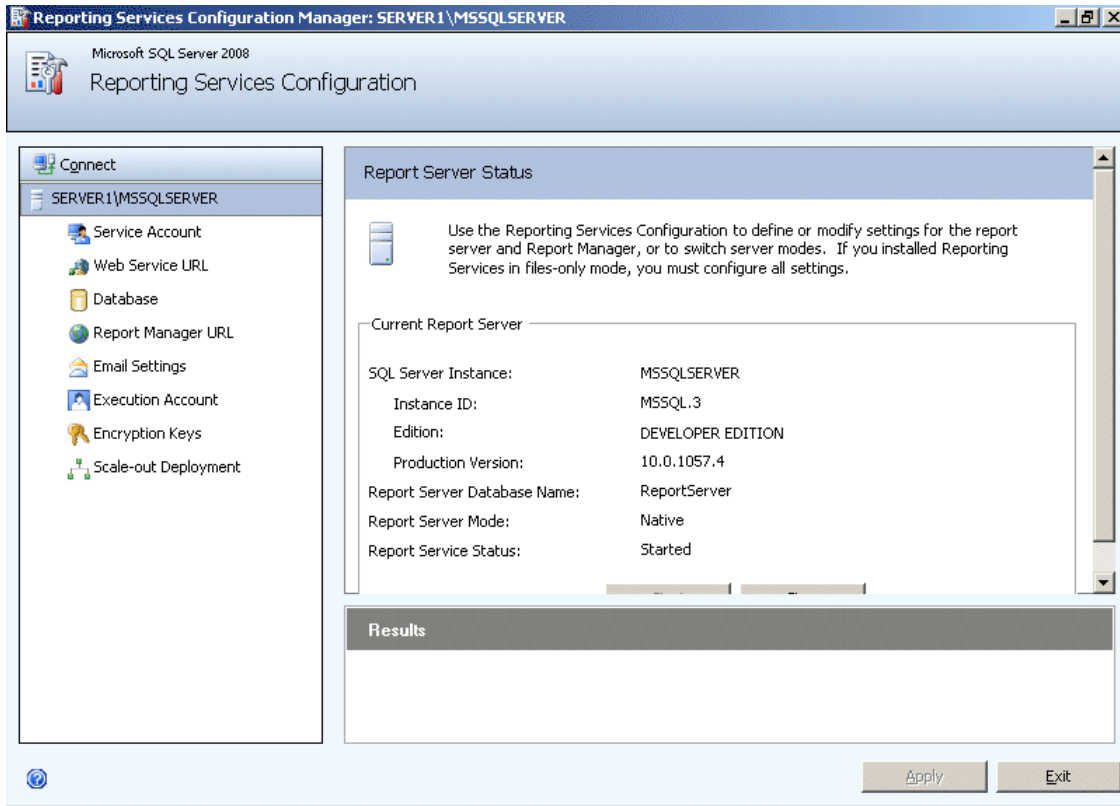 Reporting Services Configuration Manager: SERVER1\MSSQLSERVER
Microsoft SQL Server 2008
Reporting Services Configuration
Connect
SERVER1\MSSQLSERVER
Service Account
Web Service URL
Database
Report Manager URL
Email Settings
Execution Account
Encryption Keys
Scale-out Deployment
Report Server Status
Use the Reporting Services Configuration to define or modify settings for the report
server and Report Manager, or to switch server modes.  If you installed Reporting
Services in files-only mode, you must configure all settings.
Current Report Server
SQL Server Instance: MSSQLSERVER
Instance ID: MSSQL.3
Edition: DEVELOPER EDITION
Production Version: 10.0.1057.4
Report Server Database Name: ReportServer
Report Server Mode: Native
Report Service Status: Started
Results
Apply
Exit